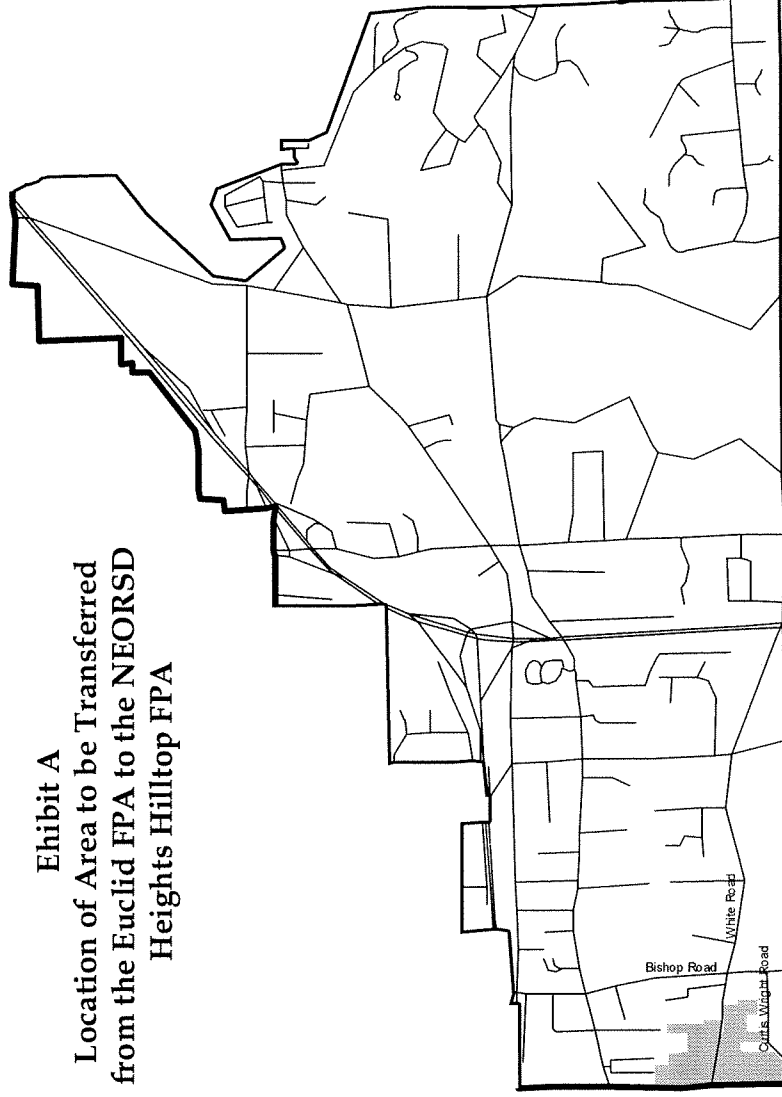 Ehibit A
Location of Area to be Transferred
from the Euclid FPA to the NEORSD
Heights Hilltop FPA
White Road
Bishop Road
Curtis Wright Road